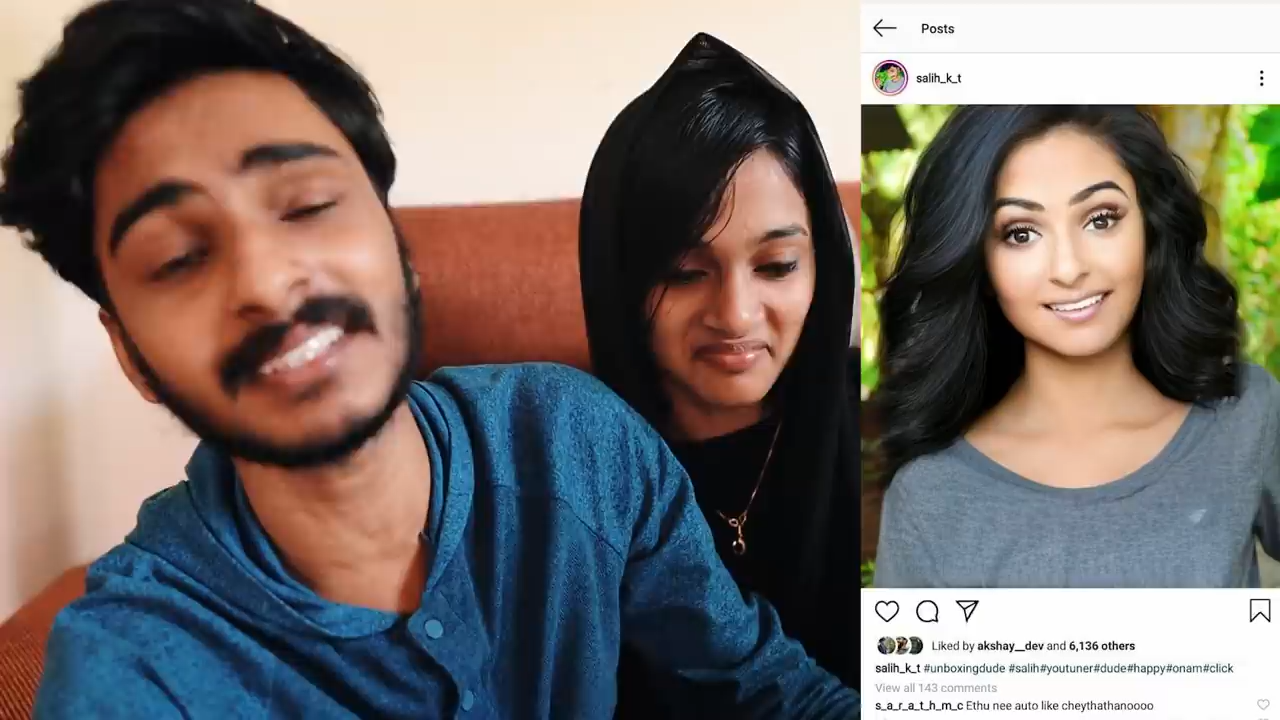 Posts
salih_k_t
Liked by akshay__dev and 6,136 others
salih_k_t #unboxingdude #salih#youtuner#dude#happy#onam#click
View all 143 comments
s_a_r_a_t_h_m_c Ethu nee auto like cheythathanoooo